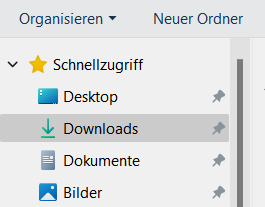 Organisieren Neuer Ordner
Schnellzugriff
Desktop
Downloads
Dokumente
Bilder